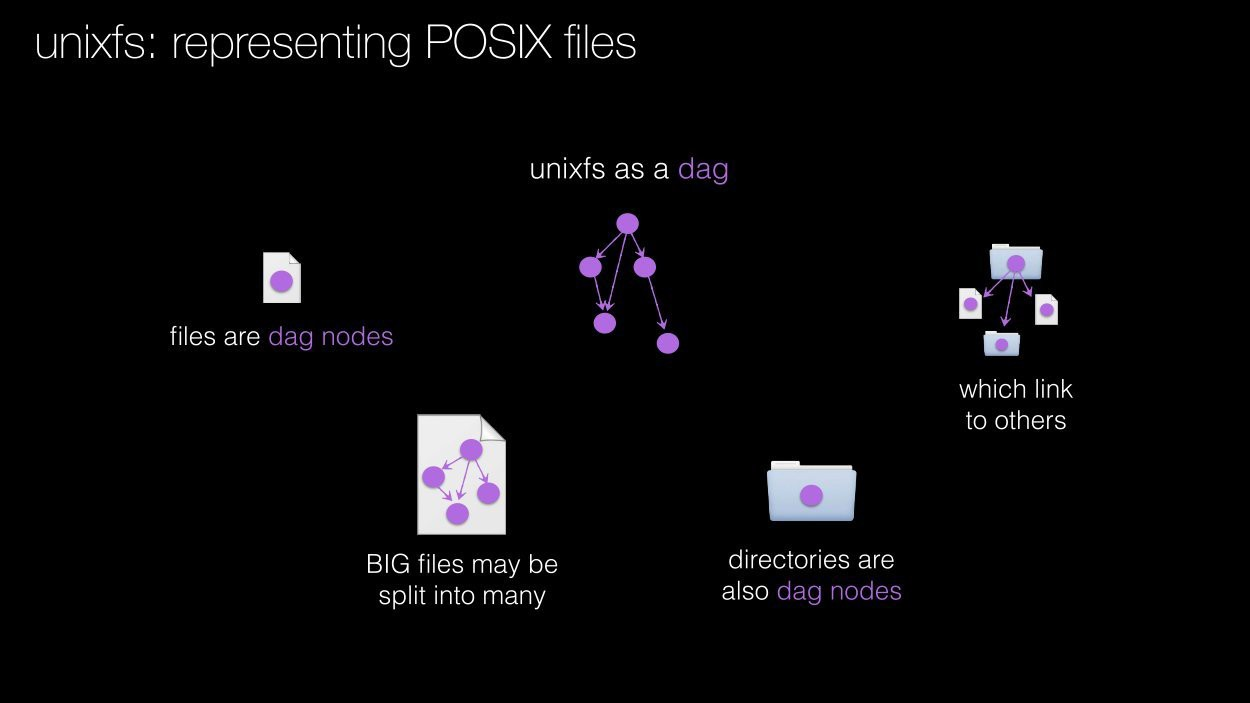 unixfs: representing POSIX files
unixfs as a dag
files are dag nodes
which link
to others
BIG files may be
split into many
directories are
also dag nodes